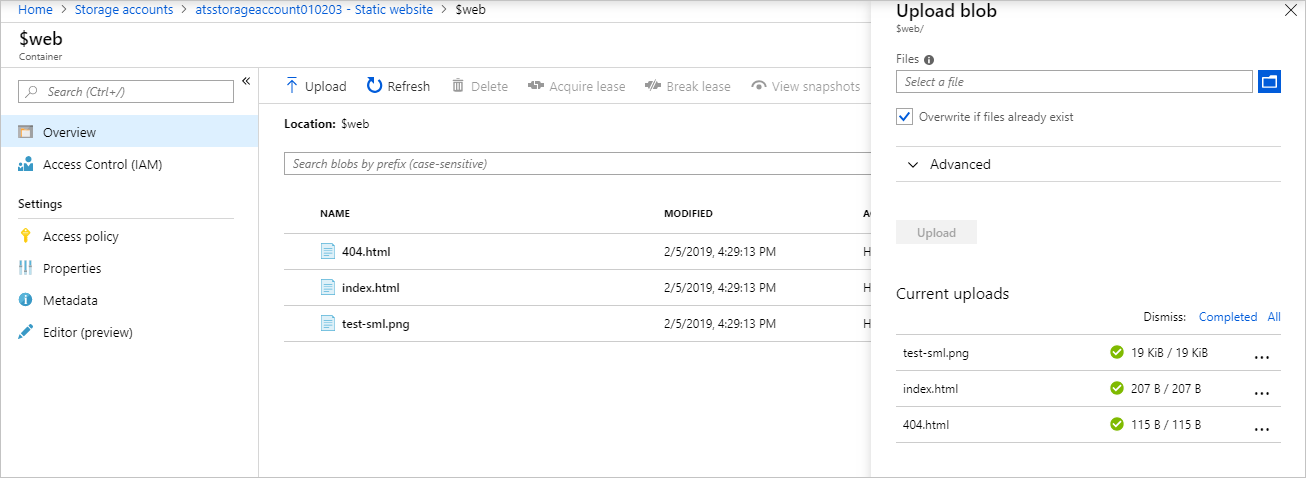 Home > Storage accounts > atsstorageaccount010203 - Static website > $web
$web
Container
Search (Ctrl+/)
Overview
Access Control (IAM)
Settings
Access policy
Properties
Metadata
Editor (preview)
Upload Refresh Delete Acquire lease Break lease View snapshots
Location: $web
Search blobs by prefix (case-sensitive)
NAME MODIFIED
404.html 2/5/2019, 4:29:13 PM H
index.html 2/5/2019, 4:29:13 PM H
test-sml.png 2/5/2019, 4:29:13 PM H
Upload blob
$web/
Files
Select a file
Overwrite if files already exist
Advanced
Upload
Current uploads
Dismiss: Completed All
test-sml.png 19 KiB / 19 KiB ...
index.html 207 B / 207 B ...
404.html 115 B / 115 B ...